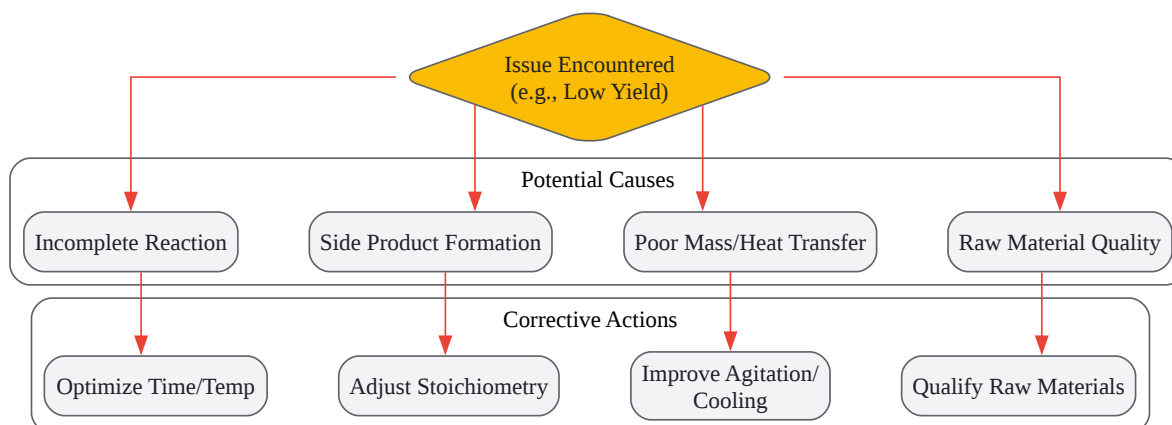 Issue Encountered
(e.g., Low Yield)
Potential Causes
Incomplete Reaction
Side Product Formation
Poor Mass/Heat Transfer
Raw Material Quality
Corrective Actions
Optimize Time/Temp
Adjust Stoichiometry
Improve Agitation/
Cooling
Qualify Raw Materials